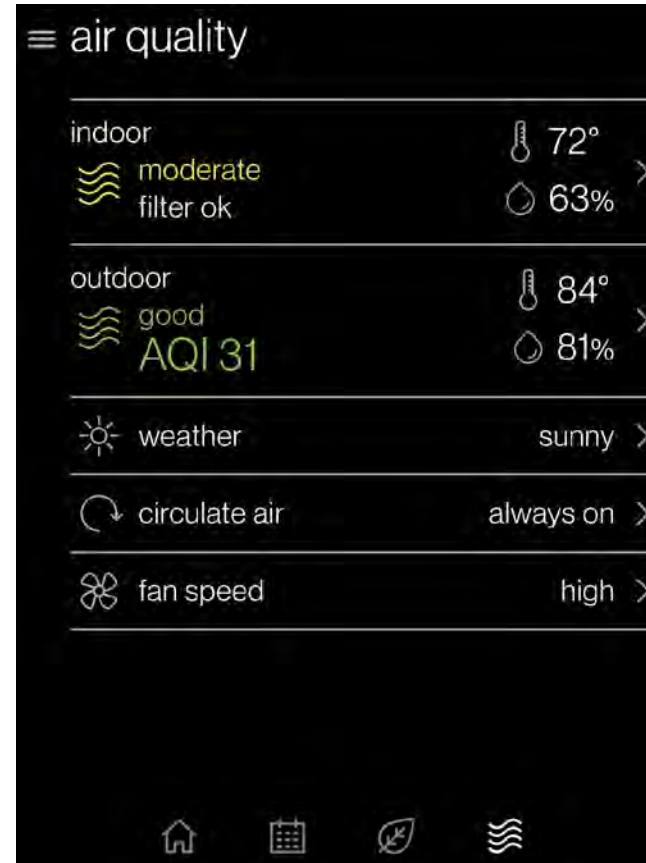 air quality
indoor
moderate
filter ok
72°
63%
outdoor
good
AQI 31
84°
81%
weather sunny
circulate air always on
fan speed high